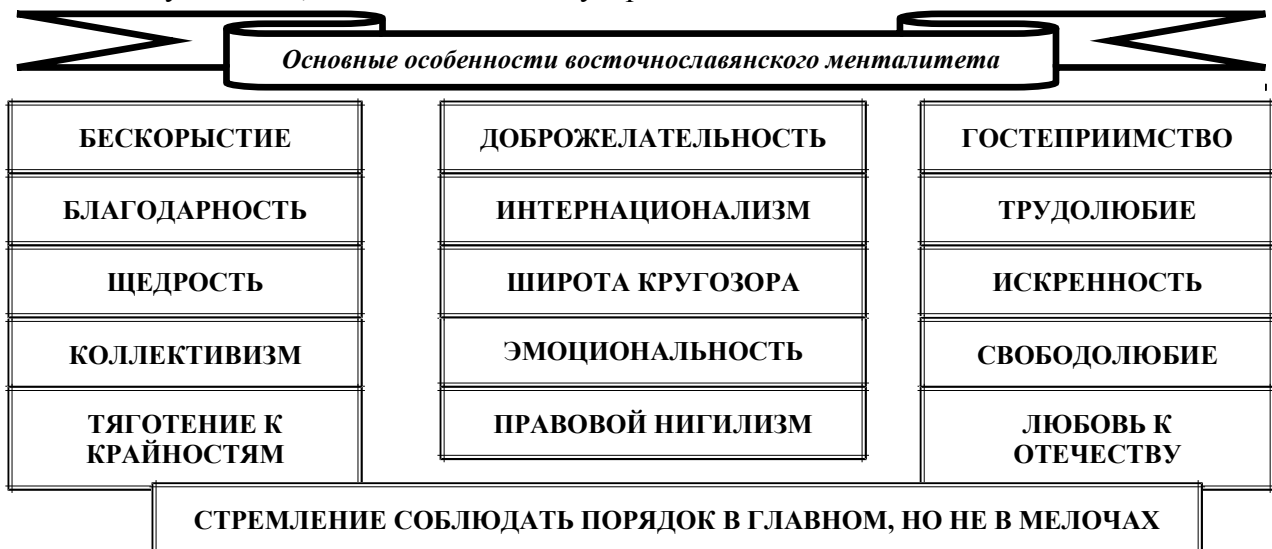 Основные особенности восточнославянского менталитета
БЕСКОРЫСТИЕ
ДОБРОЖЕЛАТЕЛЬНОСТЬ
ГОСТЕПРИИМСТВО
БЛАГОДАРНОСТЬ
ИНТЕРНАЦИОНАЛИЗМ
ТРУДОЛЮБИЕ
ЩЕДРОСТЬ
ШИРОТА КРУГОЗОРА
ИСКРЕННОСТЬ
КОЛЛЕКТИВИЗМ
ЭМОЦИОНАЛЬНОСТЬ
СВОБОДОЛЮБИЕ
ТЯГОТЕНИЕ К
КРАЙНОСТЯМ
ПРАВОВОЙ НИГИЛИЗМ
ЛЮБОВЬ К
ОТЕЧЕСТВУ
СТРЕМЛЕНИЕ СОБЛЮДАТЬ ПОРЯДОК В ГЛАВНОМ, НО НЕ В МЕЛОЧАХ